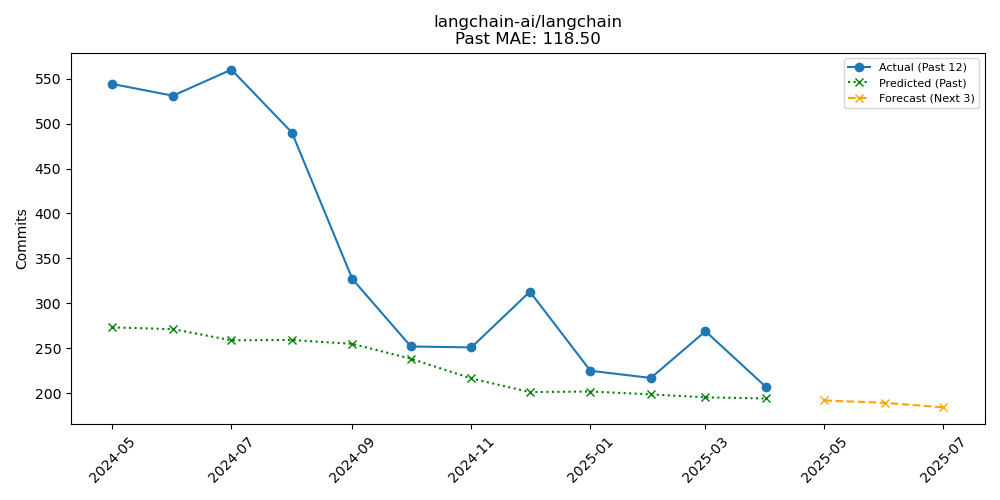 langchain-ai/langchain
Past MAE: 118.50
Actual (Past 12)
Predicted (Past)
Forecast (Next 3)
Commits
550
500
450
400
350
300
250
200
2024-05
2024-07
2024-09
2024-11
2025-01
2025-03
2025-05
2025-07